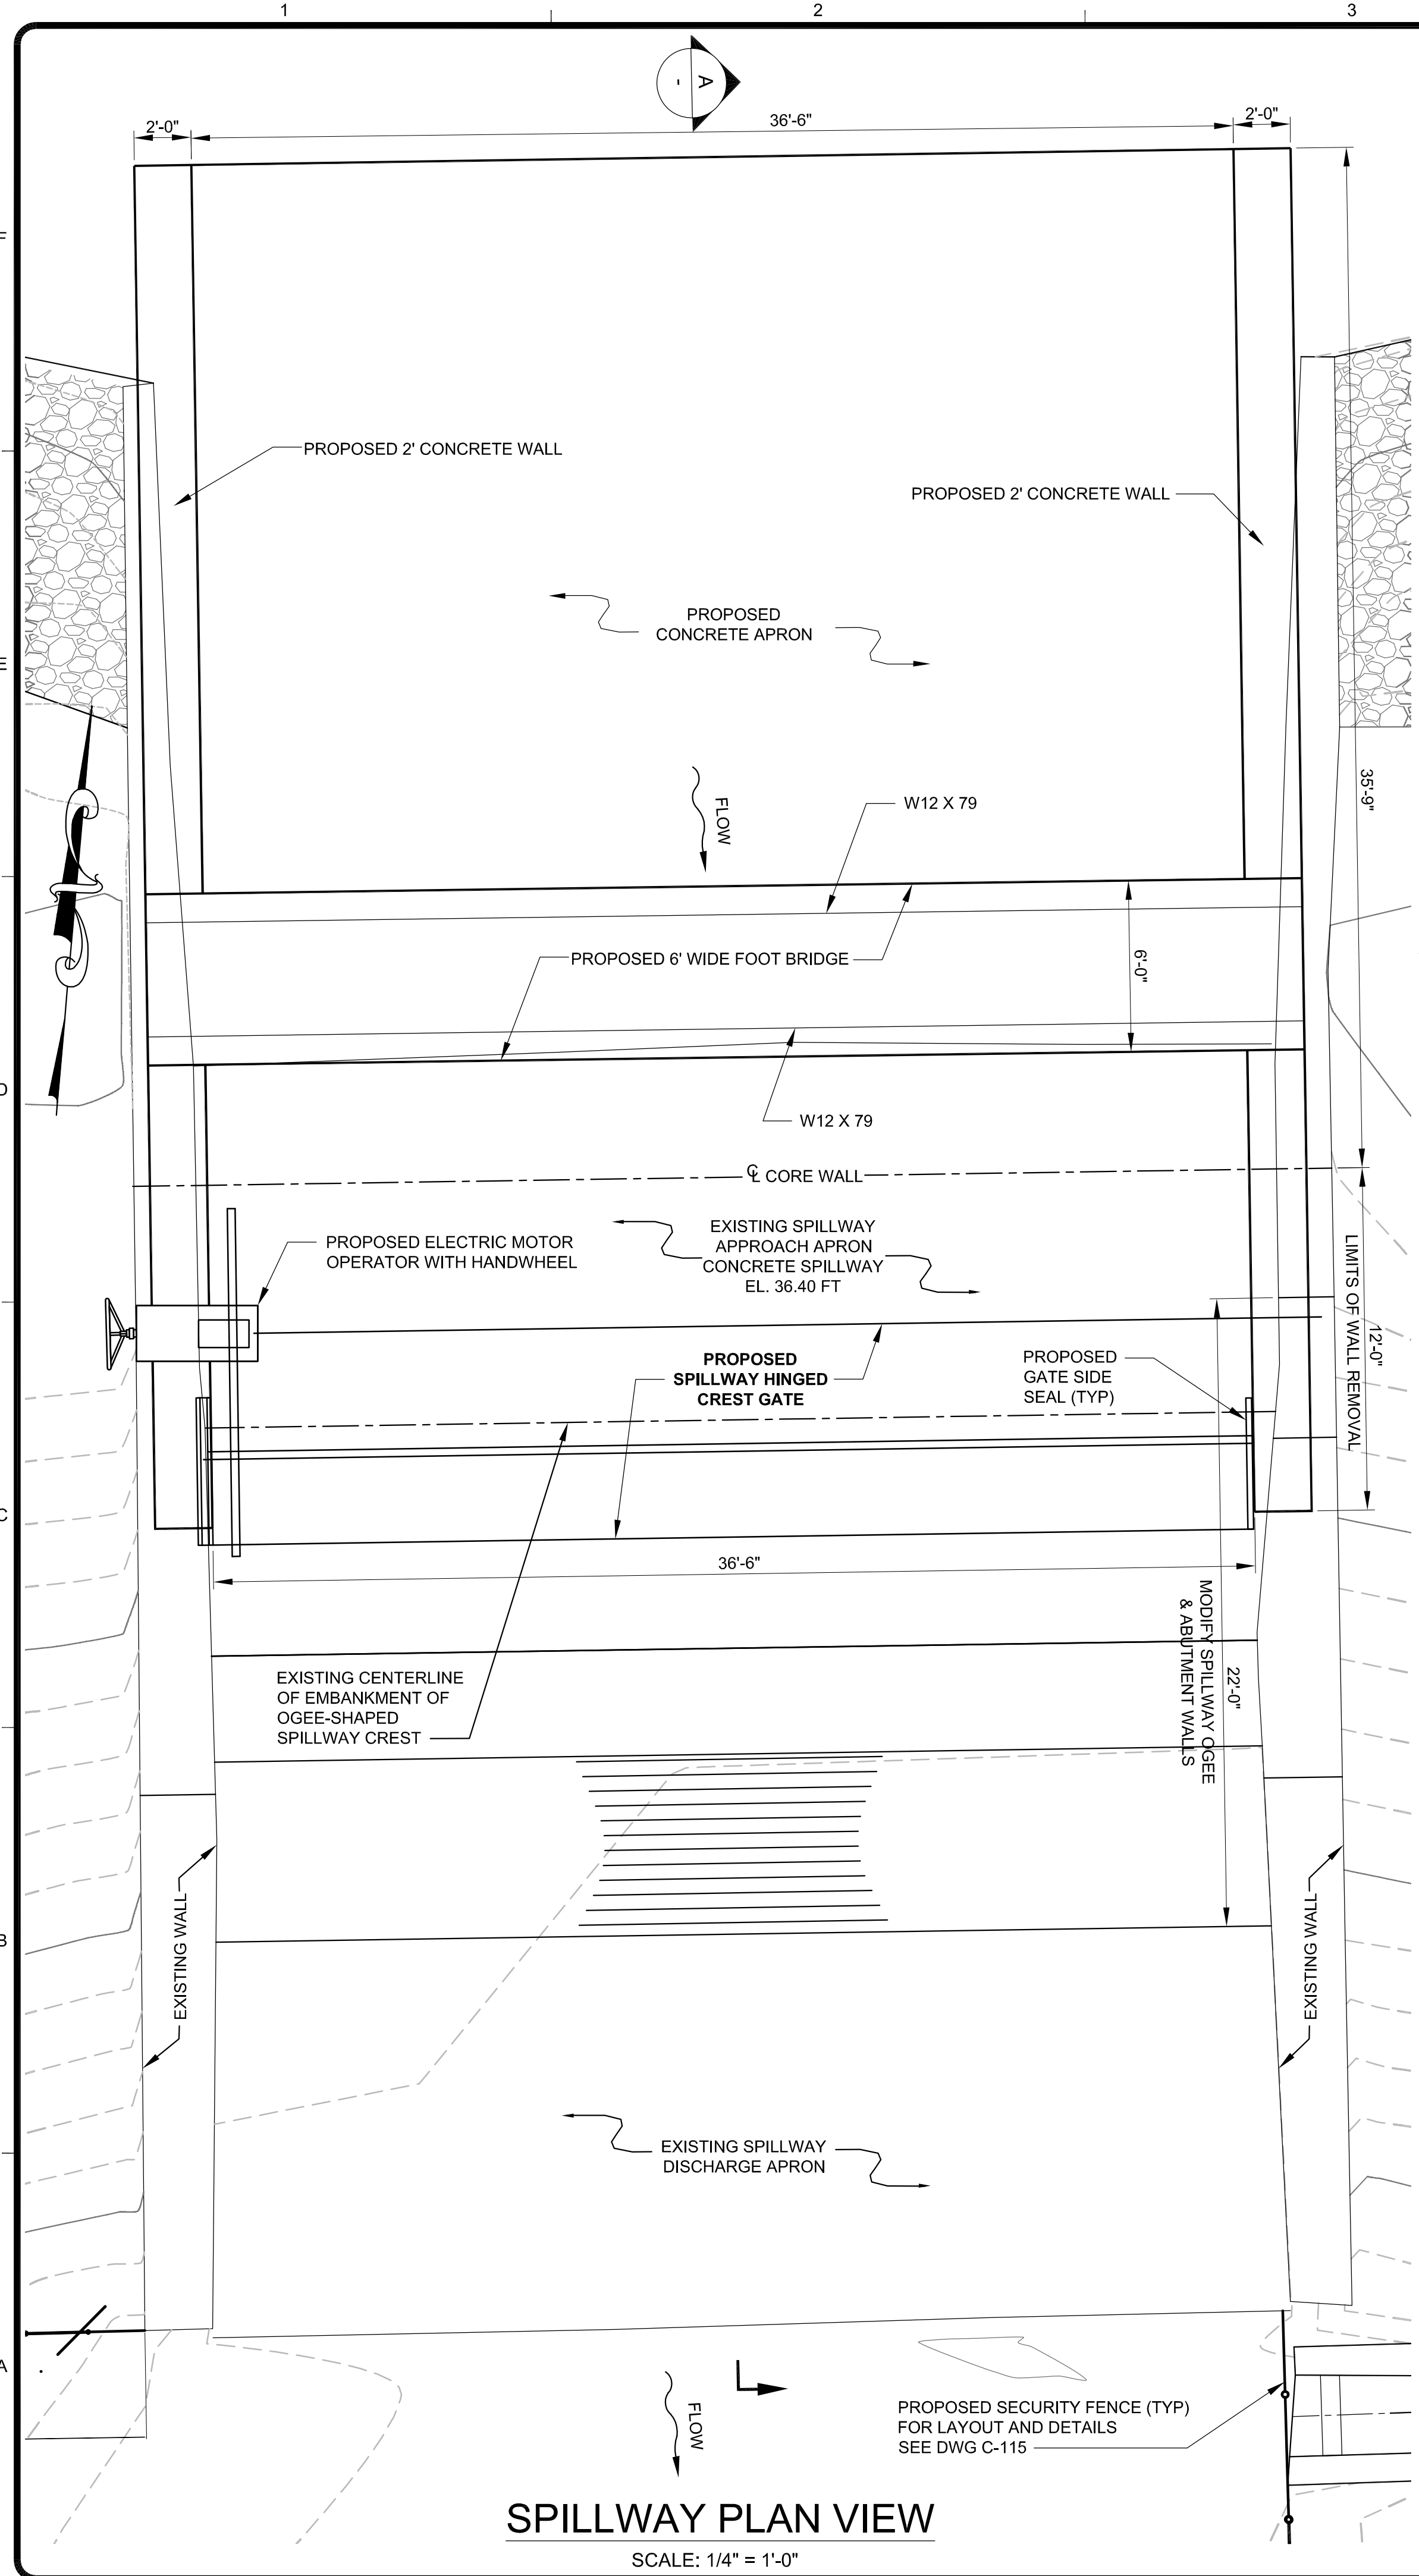 1
2
3
A
-
2'-0"
36'-6"
2'-0"
F
PROPOSED 2' CONCRETE WALL
PROPOSED 2' CONCRETE WALL
PROPOSED
CONCRETE APRON
E
35'-9"
FLOW
W12 X 79
PROPOSED 6' WIDE FOOT BRIDGE
6'-0"
D
W12 X 79
CL CORE WALL
EXISTING SPILLWAY
APPROACH APRON
CONCRETE SPILLWAY
EL. 36.40 FT
PROPOSED ELECTRIC MOTOR
OPERATOR WITH HANDWHEEL
LIMITS OF WALL REMOVAL
12'-0"
PROPOSED
SPILLWAY HINGED
CREST GATE
PROPOSED
GATE SIDE
SEAL (TYP)
C
36'-6"
MODIFY SPILLWAY OGEE
& ABUTMENT WALLS
22'-0"
EXISTING CENTERLINE
OF EMBANKMENT OF
OGEE-SHAPED
SPILLWAY CREST
B
EXISTING WALL
EXISTING WALL
EXISTING SPILLWAY
DISCHARGE APRON
A
FLOW
PROPOSED SECURITY FENCE (TYP)
FOR LAYOUT AND DETAILS
SEE DWG C-115
SPILLWAY PLAN VIEW
SCALE: 1/4" = 1'-0"